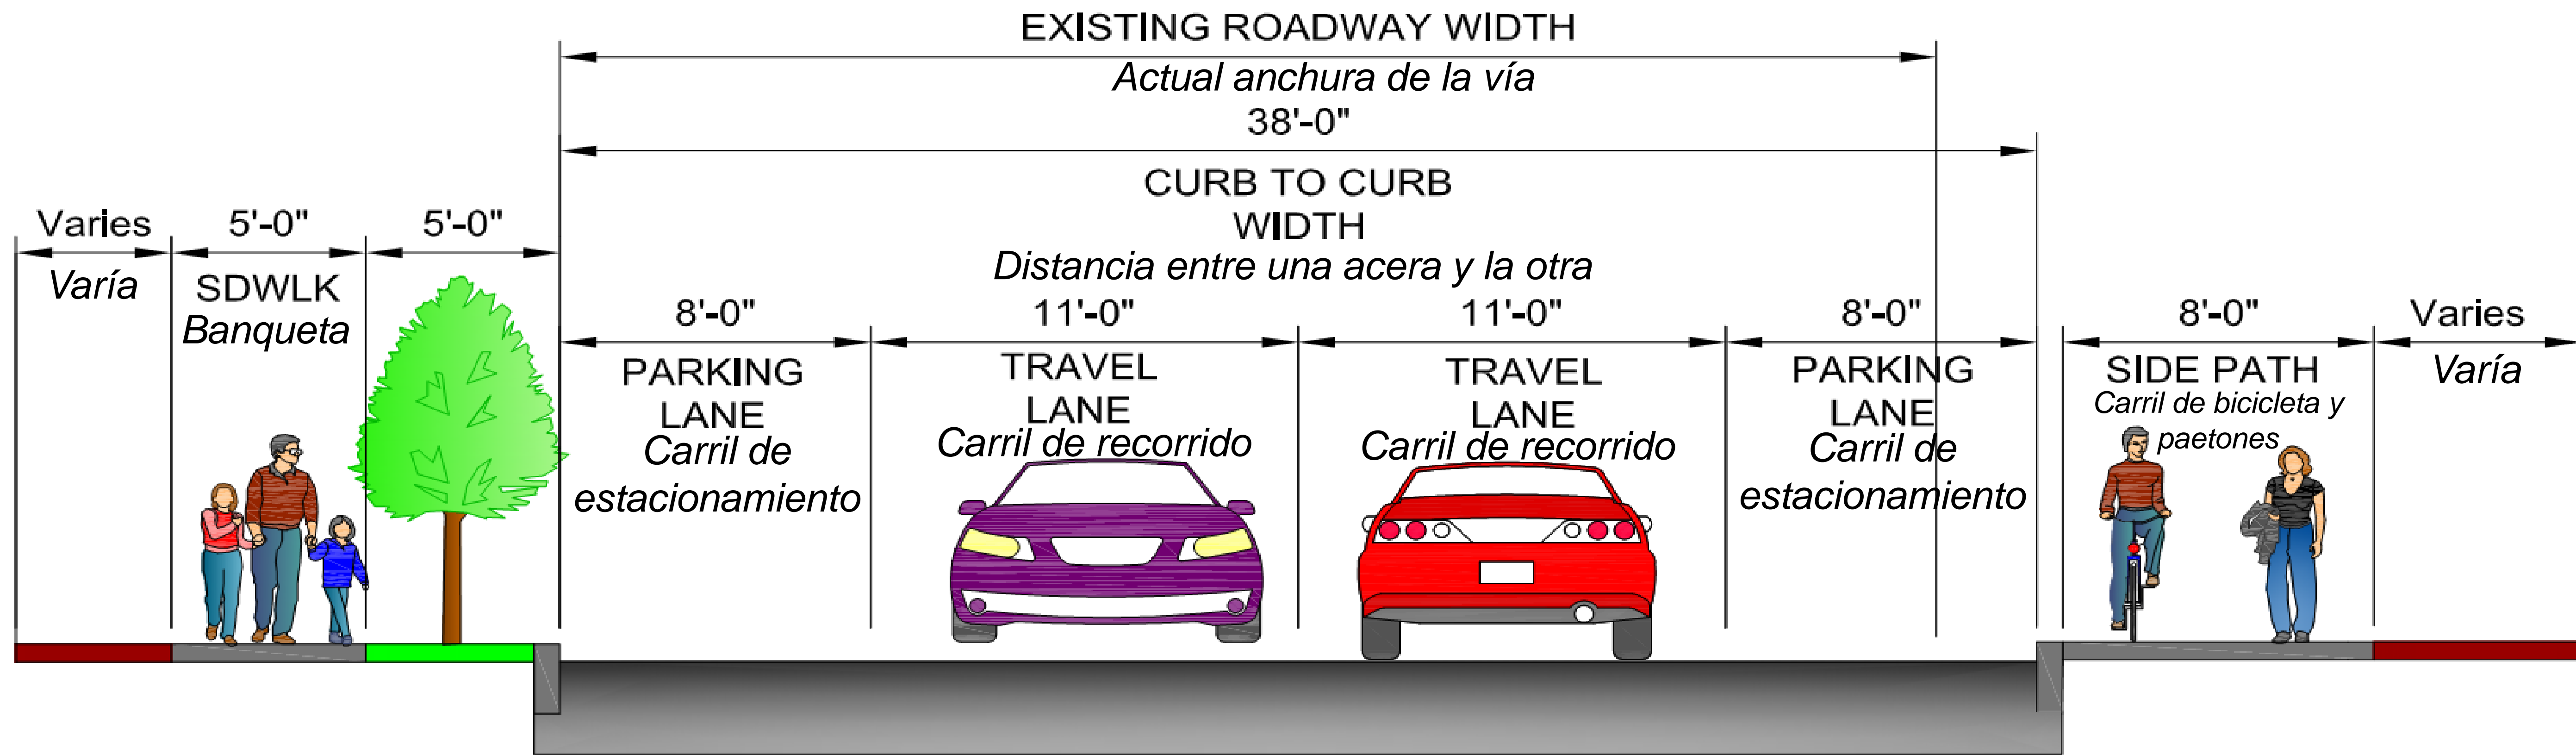 EXISTING ROADWAY WIDTH
Actual anchura de la vía
38'-0"
CURB TO CURB
WIDTH
Distancia entre una acera y la otra
Varies
Varía
5'-0"
SDWLK
Banqueta
5'-0"
8'-0"
PARKING
LANE
Carril de
estacionamiento
11'-0"
TRAVEL
LANE
Carril de recorrido
11'-0"
TRAVEL
LANE
Carril de recorrido
8'-0"
PARKING
LANE
Carril de
estacionamiento
8'-0"
SIDE PATH
Carril de bicicleta y
paetones
Varies
Varía